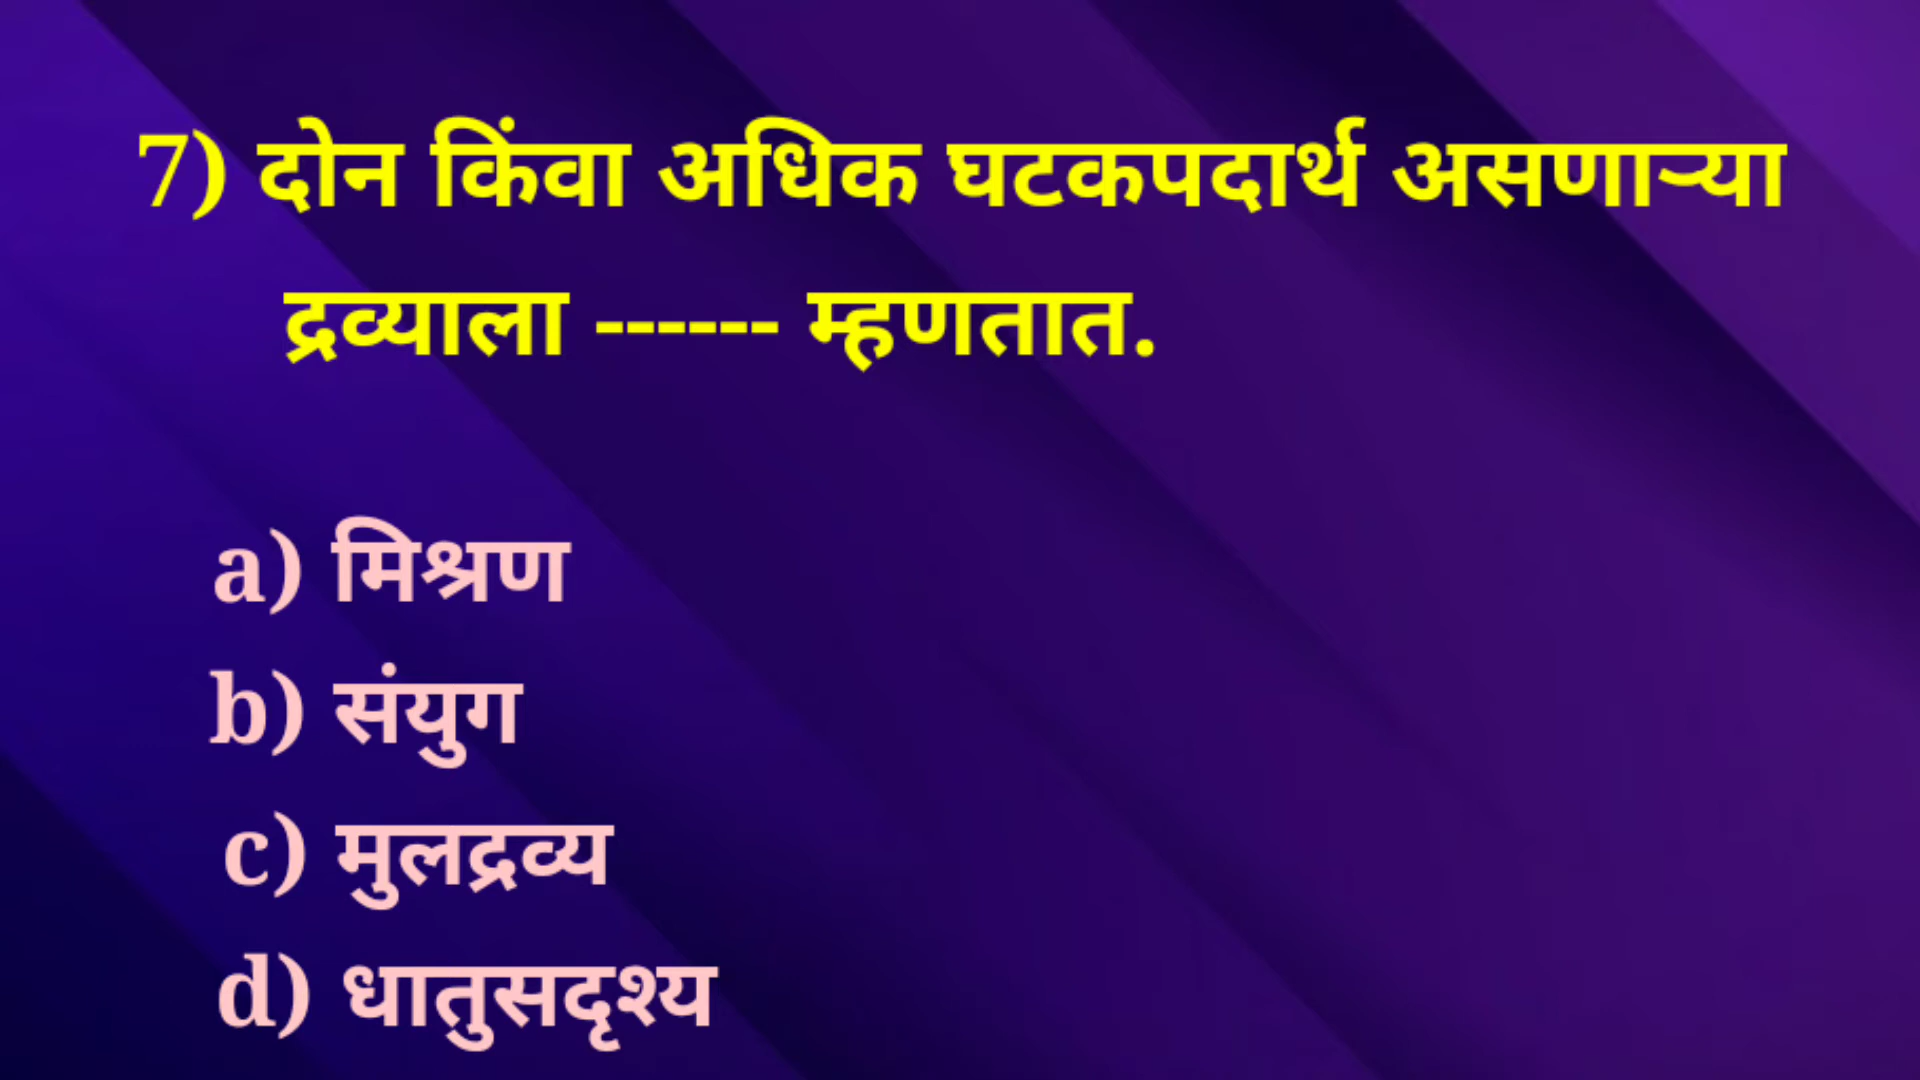 7) दोन किंवा अधिक घटकपदार्थ असणाऱ्या
द्रव्याला ------ म्हणतात.
a) मिश्रण
b) संयुग
c) मुलद्रव्य
d) धातुसदृश्य